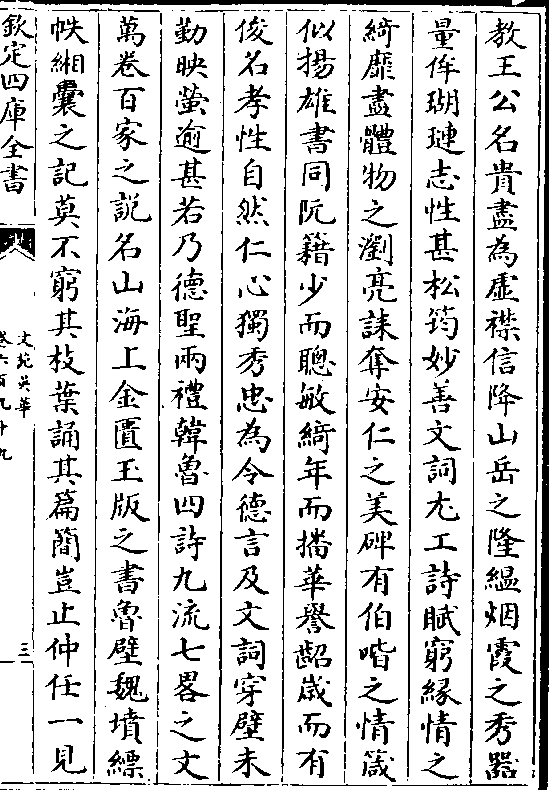 教王公名貴盡為虛襟信降山岳之隆緼烟霞之秀器
量侔瑚璉志性甚松筠妙善文詞尤工詩賦窮緣情之
綺靡盡體物之瀏亮誄奪安仁之美碑有伯喈之情箴
似揚雄書同阮籍少而聰敏綺年而播華譽齠歲而有
俊名孝性自然仁心獨秀忠為令德言及文詞穿壁未
勤映螢逾甚若乃德聖兩禮韓魯四詩九流七畧之文
萬卷百家之説名山海上金匱玉版之書魯壁魏墳縹
帙緗囊之記莫不窮其枝葉誦其篇簡豈止仲任一見
欽定四庫全書
文苑英華
卷六百九十九
三